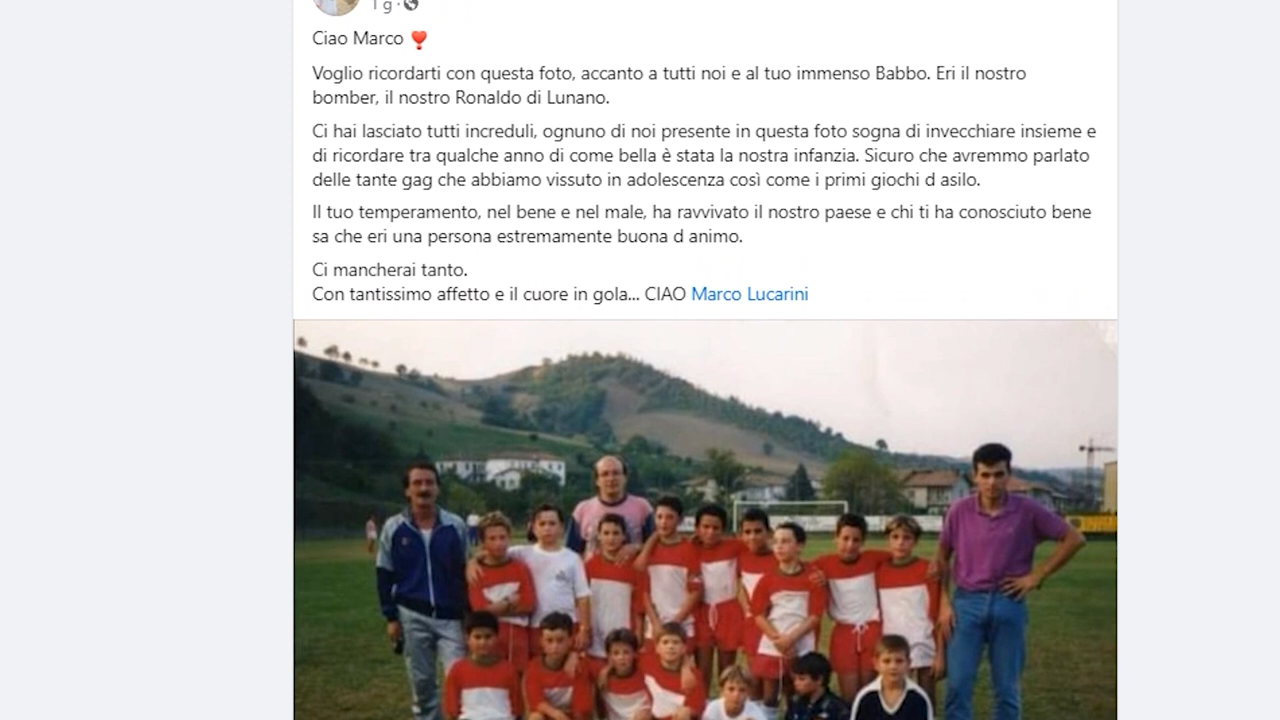 1 g ·
Ciao Marco
Voglio ricordarti con questa foto, accanto a tutti noi e al tuo immenso Babbo. Eri il nostro
bomber, il nostro Ronaldo di Lunano.
Ci hai lasciato tutti increduli, ognuno di noi presente in questa foto sogna di invecchiare insieme e
di ricordare tra qualche anno di come bella è stata la nostra infanzia. Sicuro che avremmo parlato
delle tante gag che abbiamo vissuto in adolescenza così come i primi giochi d asilo.
Il tuo temperamento, nel bene e nel male, ha ravvivato il nostro paese e chi ti ha conosciuto bene
sa che eri una persona estremamente buona d animo.
Ci mancherai tanto.
Con tantissimo affetto e il cuore in gola... CIAO Marco Lucarini